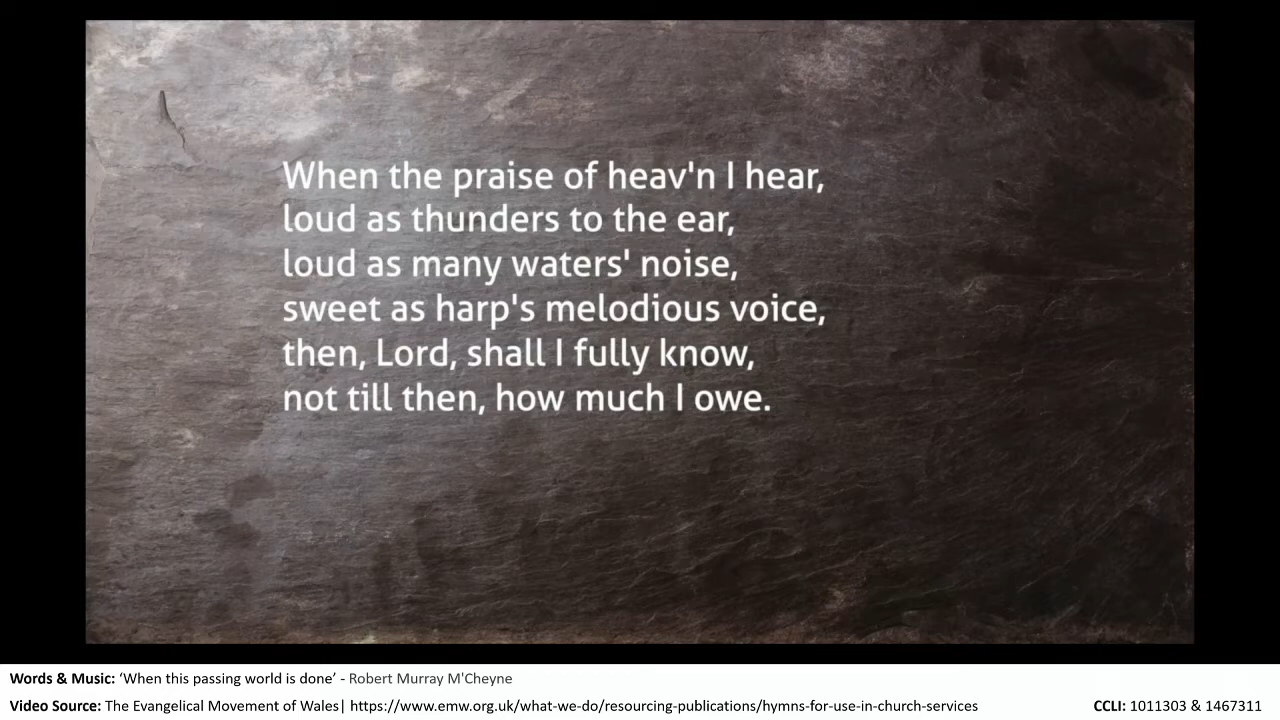 When the praise of heav'n I hear,
loud as thunders to the ear,
loud as many waters' noise,
sweet as harp's melodious voice,
then, Lord, shall I fully know,
not till then, how much I owe.
Words & Music: ‘When this passing world is done’ - Robert Murray M'Cheyne
Video Source: The Evangelical Movement of Wales| https://www.emw.org.uk/what-we-do/resourcing-publications/hymns-for-use-in-church-services CCLI: 1011303 & 1467311